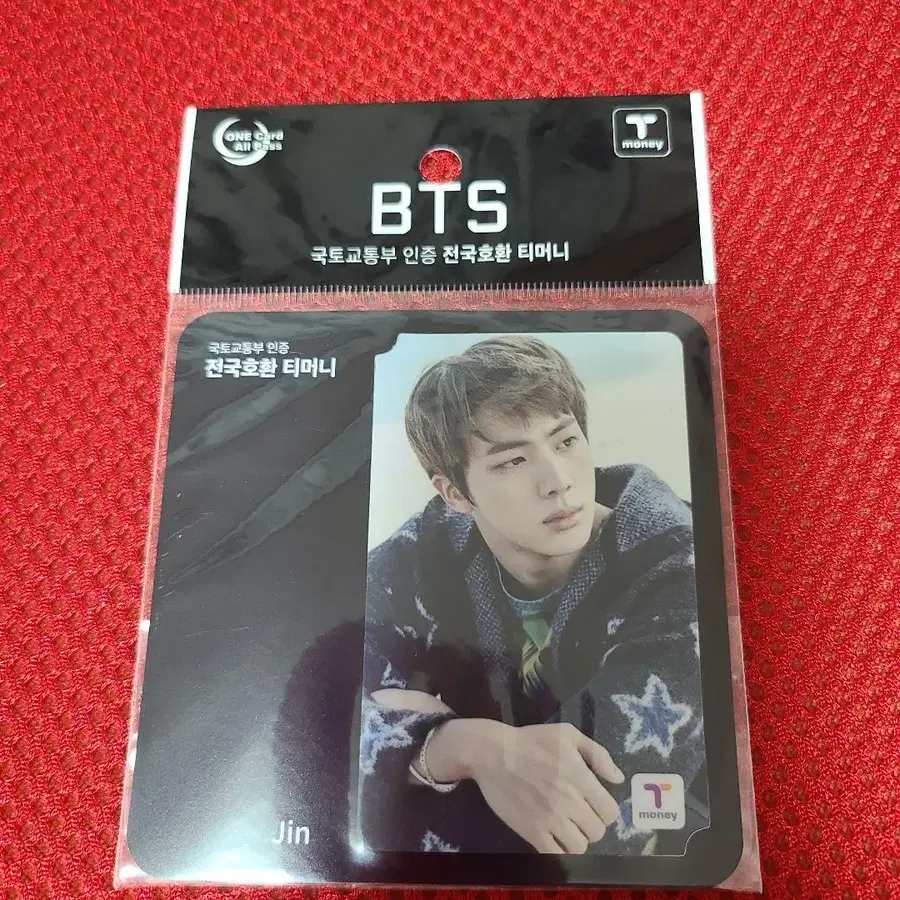 ONE Card
All Pass
T
money
BTS
국토교통부 인증 전국호환 티머니
국토교통부 인증
전국호환 티머니
T
money
Jin